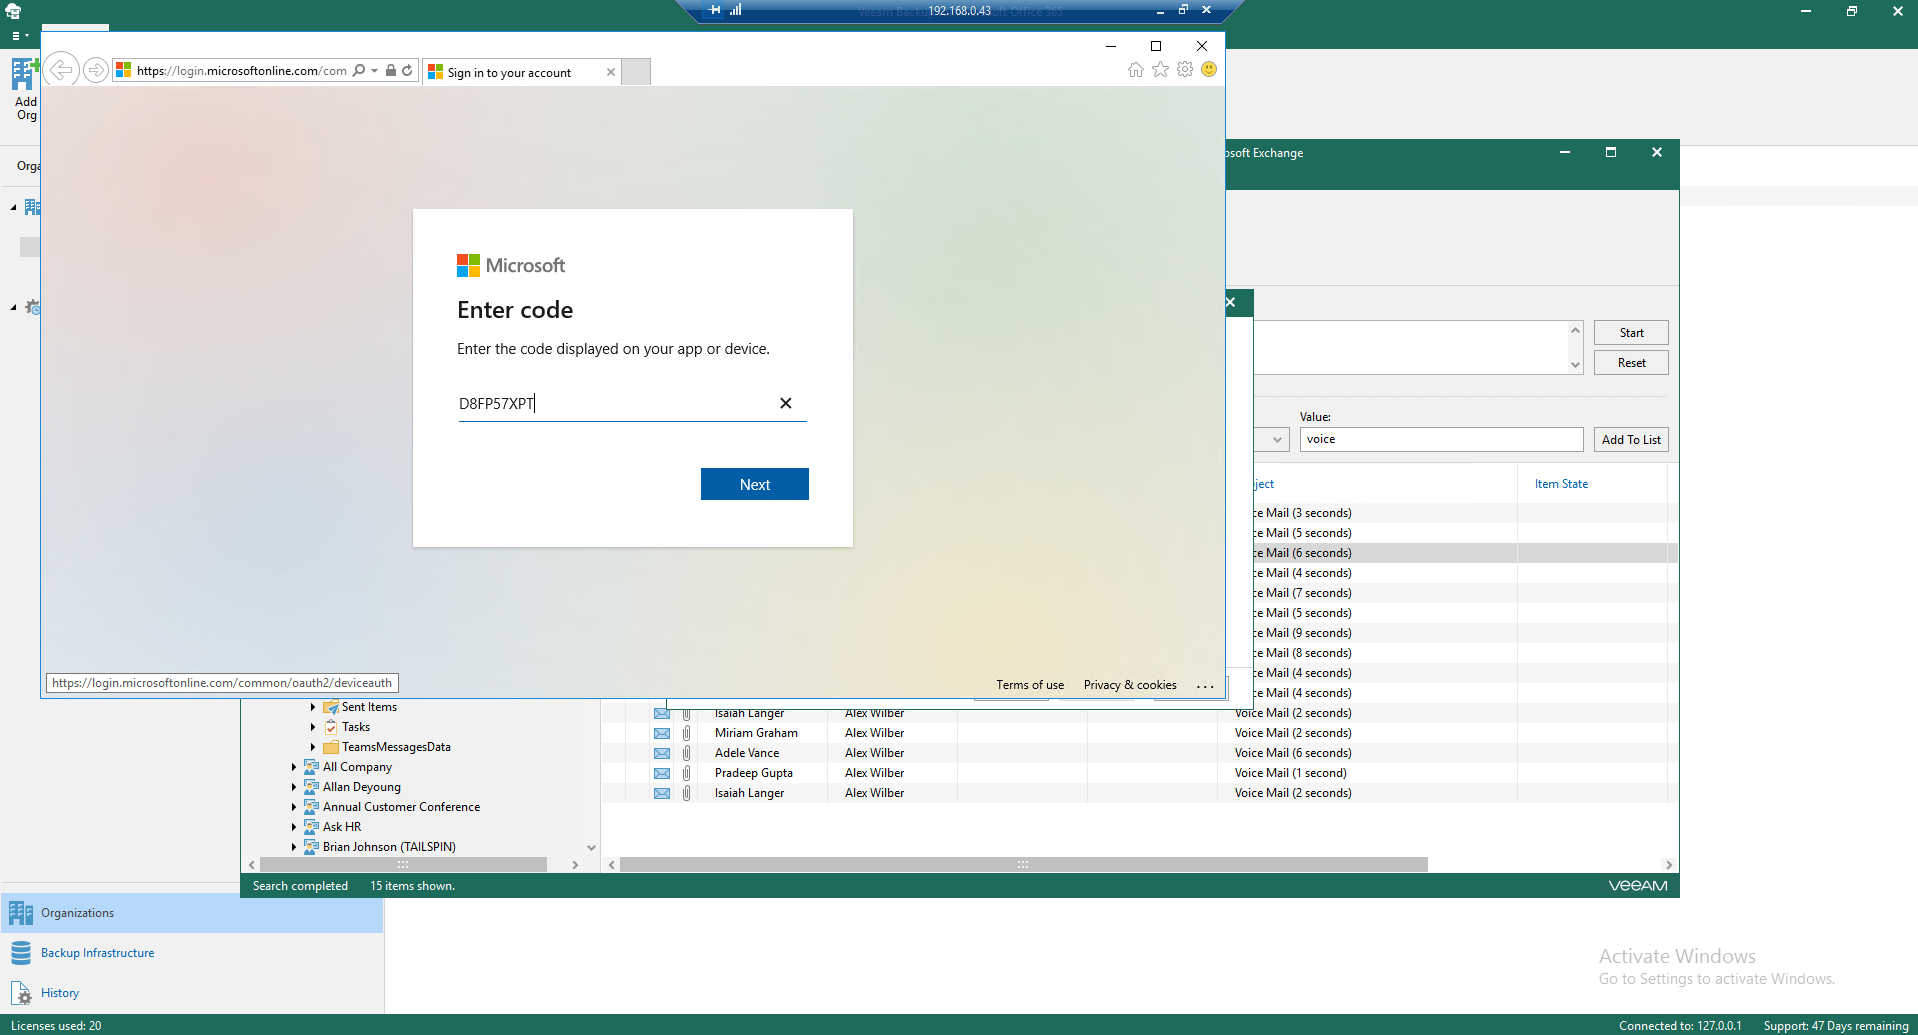 192.168.0.43
https://login.microsoftonline.com/com
Sign in to your account
Add
Org
Orga
osoft Exchange
Microsoft
Enter code
Enter the code displayed on your app or device.
D8FP57XPT
Next
https://login.microsoftonline.com/common/oauth2/deviceauth
Terms of use
Privacy & cookies
...
Start
Reset
Value:
voice
Add To List
ject
Item State
ce Mail (3 seconds)
ce Mail (5 seconds)
ce Mail (6 seconds)
ce Mail (4 seconds)
ce Mail (7 seconds)
ce Mail (5 seconds)
ce Mail (9 seconds)
ce Mail (8 seconds)
ce Mail (4 seconds)
ce Mail (4 seconds)
Isaiah Langer Alex Wilber Voice Mail (2 seconds)
Miriam Graham Alex Wilber Voice Mail (2 seconds)
Adele Vance Alex Wilber Voice Mail (6 seconds)
Pradeep Gupta Alex Wilber Voice Mail (1 second)
Isaiah Langer Alex Wilber Voice Mail (2 seconds)
Sent Items
Tasks
TeamsMessagesData
All Company
Allan Deyoung
Annual Customer Conference
Ask HR
Brian Johnson (TAILSPIN)
Search completed 15 items shown.
VEEAM
Organizations
Backup Infrastructure
History
Activate Windows
Go to Settings to activate Windows.
Licenses used: 20
Connected to: 127.0.0.1 Support: 47 Days remaining